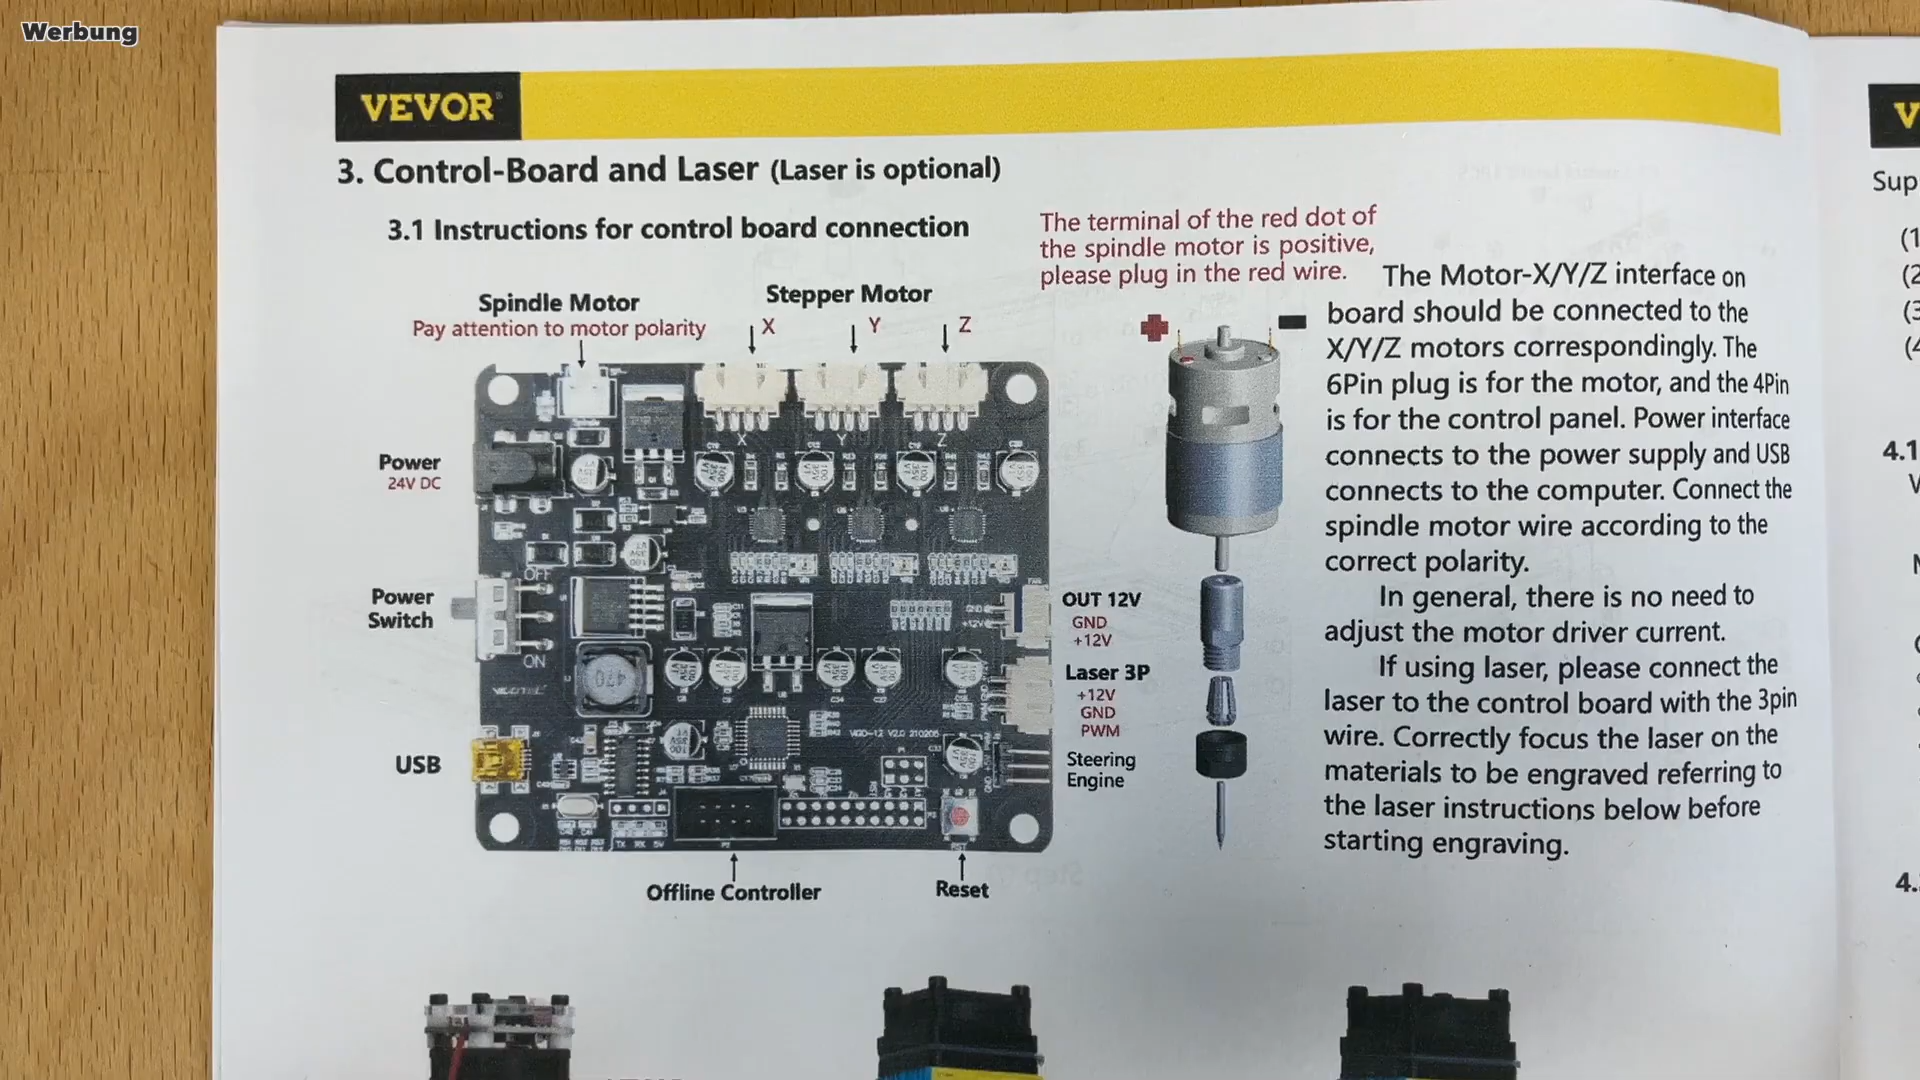 Werbung
VEVOR
3. Control-Board and Laser (Laser is optional)
3.1 Instructions for control board connection
The terminal of the red dot of
the spindle motor is positive,
please plug in the red wire.
Spindle Motor
Pay attention to motor polarity
Stepper Motor
X
Y
Z
Power
24V DC
Power
Switch
USB
OFF
ON
X
Y
Z
470
TX RX 5V
OUT 12V
GND
+12V
Laser 3P
+12V
GND
PWM
Steering
Engine
Offline Controller
Reset
The Motor-X/Y/Z interface on
board should be connected to the
X/Y/Z motors correspondingly. The
6Pin plug is for the motor, and the 4Pin
is for the control panel. Power interface
connects to the power supply and USB
connects to the computer. Connect the
spindle motor wire according to the
correct polarity.
In general, there is no need to
adjust the motor driver current.
If using laser, please connect the
laser to the control board with the 3pin
wire. Correctly focus the laser on the
materials to be engraved referring to
the laser instructions below before
starting engraving.
V
Sup
(1
(2
(3
(4
4.1
4.